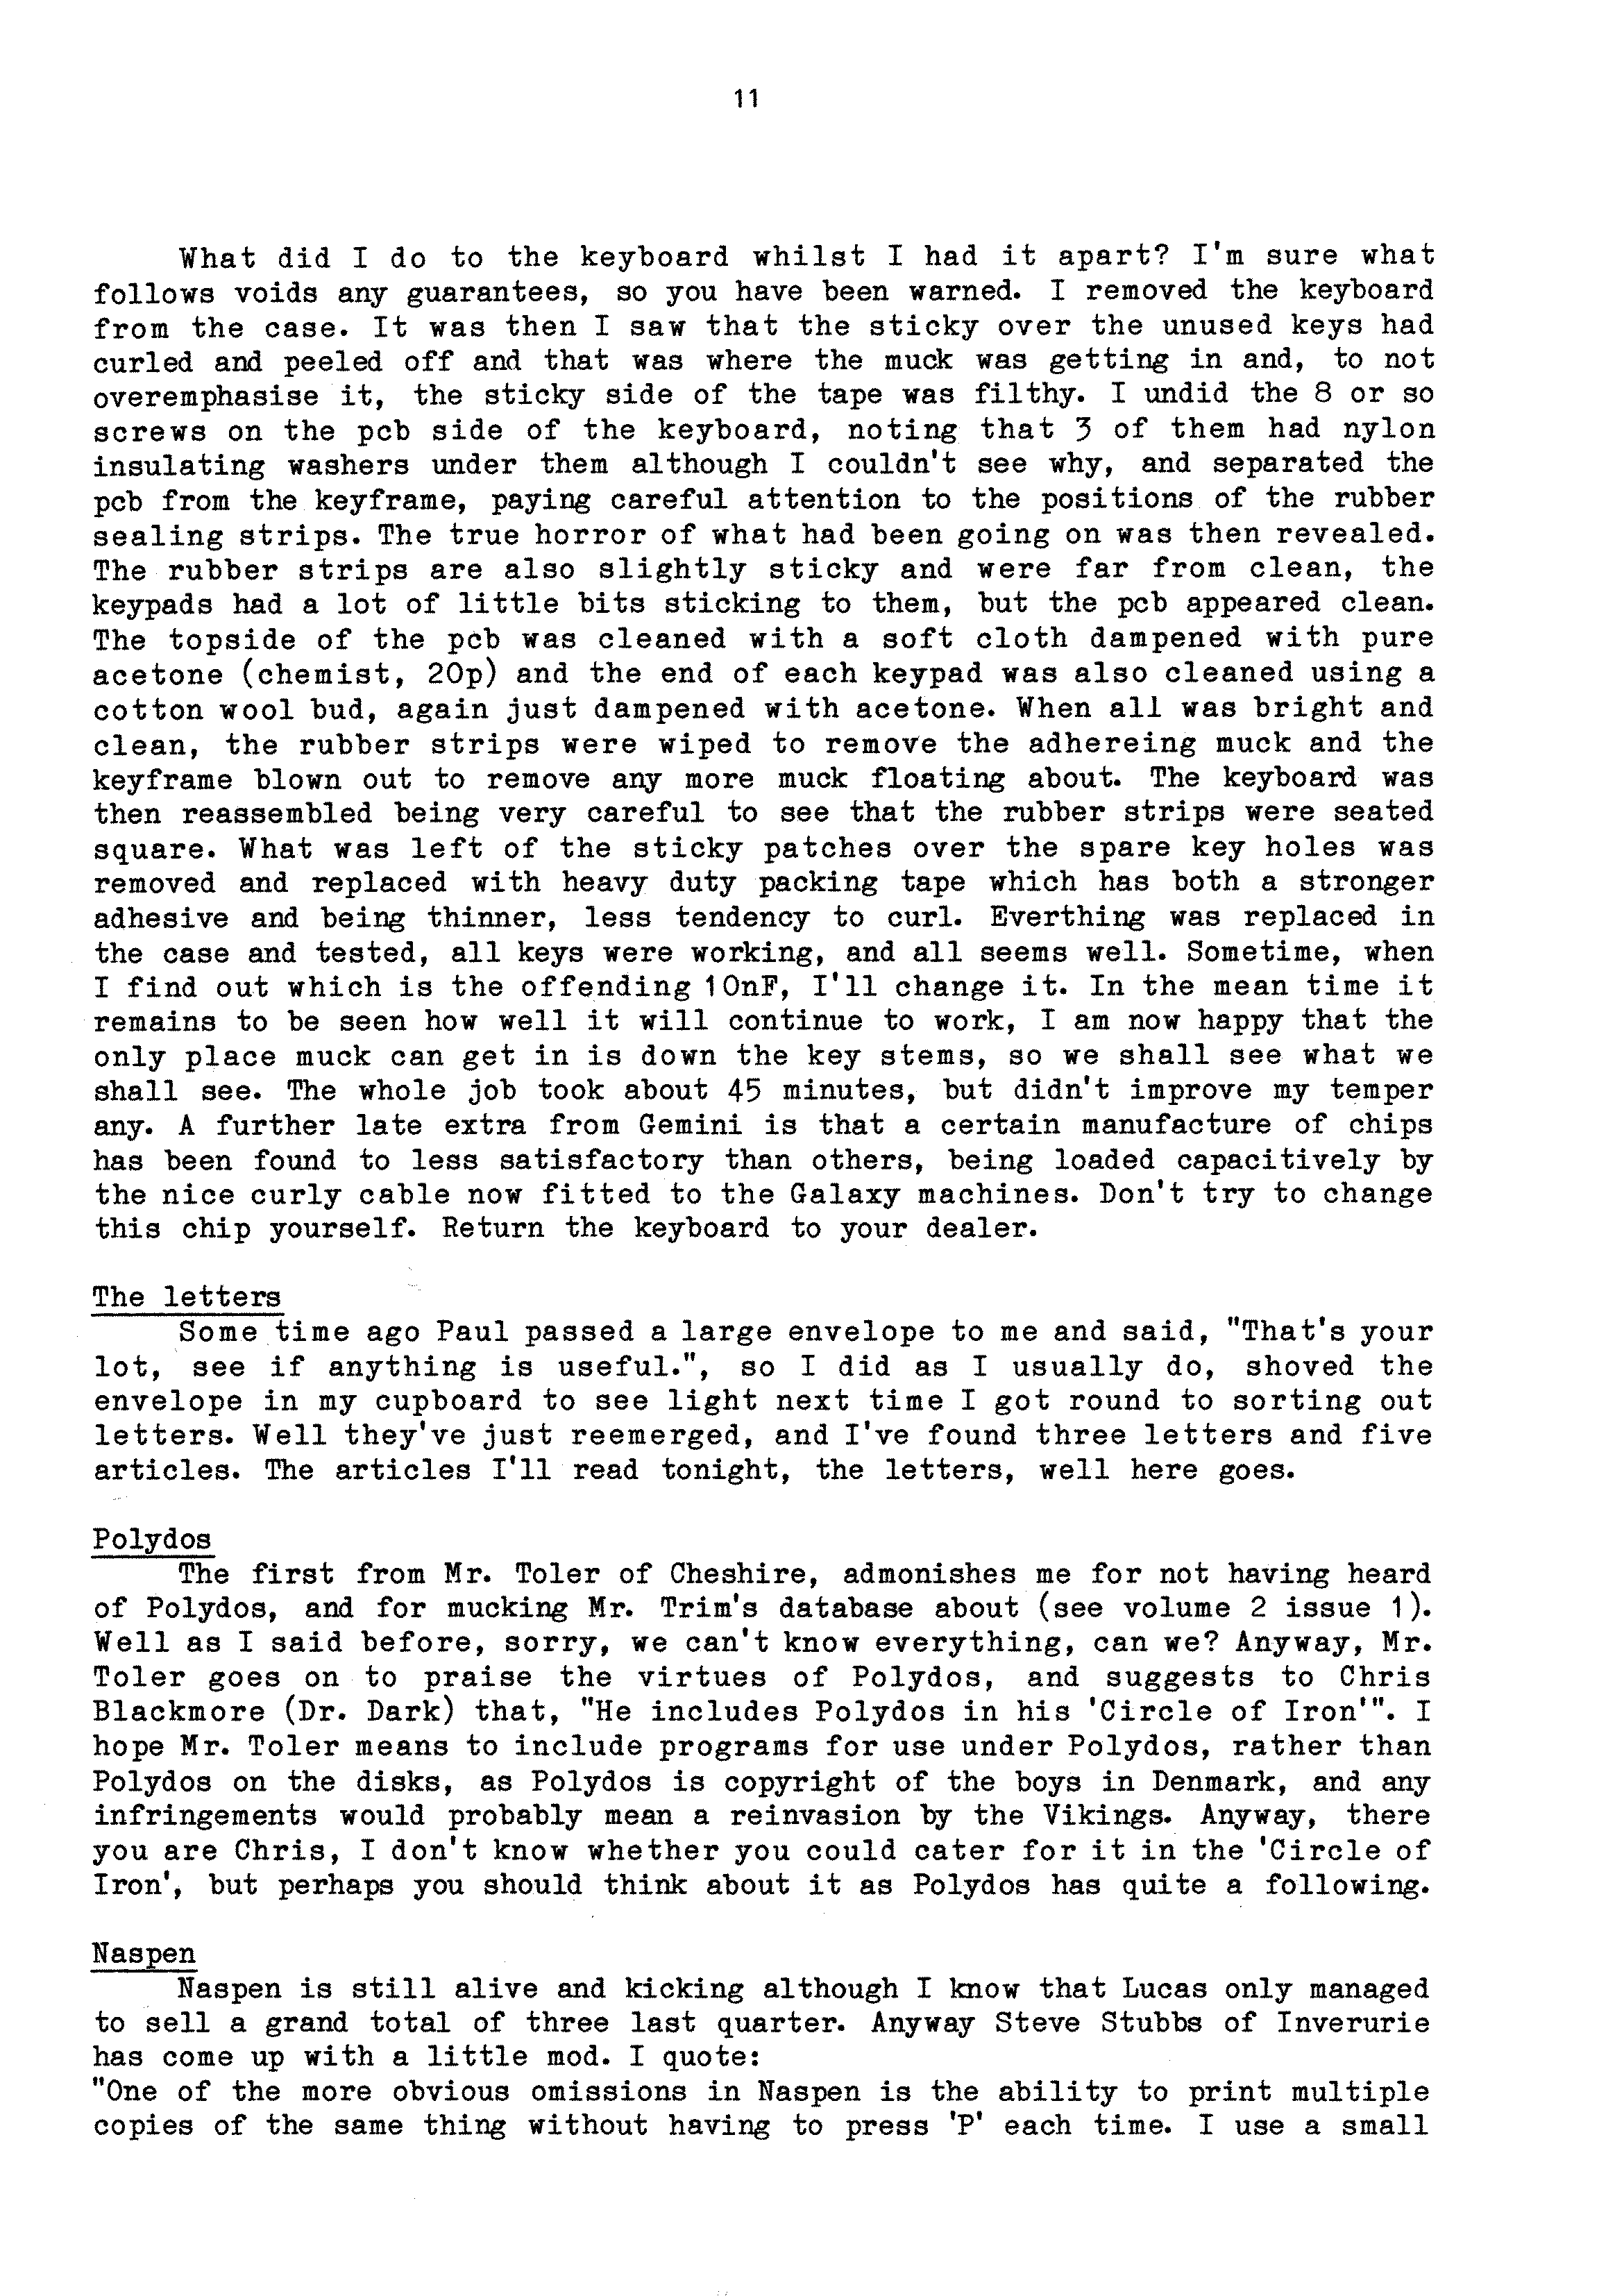 11
What did I do to the keyboard whilst I had it apart? I'm sure what
follows voids any guarantees, so you have been warned. I removed the keyboard
from the case. It was then I saw that the sticky over the unused keys had
curled and peeled off and that was where the muck was getting in and, to not
overemphasise it, the sticky side of the tape was filthy. I undid the 8 or so
screws on the pcb side of the keyboard, noting that 3 of them had nylon
insulating washers under them although I couldn't see why, and separated the
pcb from the keyframe, paying careful attention to the positions of the rubber
sealing strips. The true horror of what had been going on was then revealed.
The rubber strips are also slightly sticky and were far from clean, the
keypads had a lot of little bits sticking to them, but the pcb appeared clean.
The topside of the pcb was cleaned with a soft cloth dampened with pure
acetone (chemist, 20p) and the end of each keypad was also cleaned using a
cotton wool bud, again just dampened with acetone. When all was bright and
clean, the rubber strips were wiped to remove the adhereing muck and the
keyframe blown out to remove any more muck floating about. The keyboard was
then reassembled being very careful to see that the rubber strips were seated
square. What was left of the sticky patches over the spare key holes was
removed and replaced with heavy duty packing tape which has both a stronger
adhesive and being thinner, less tendency to curl. Everthing was replaced in
the case and tested, all keys were working, and all seems well. Sometime, when
I find out which is the offending 10nF, I'll change it. In the mean time it
remains to be seen how well it will continue to work, I am now happy that the
only place muck can get in is down the key stems, so we shall see what we
shall see. The whole job took about 45 minutes, but didn't improve my temper
any. A further late extra from Gemini is that a certain manufacture of chips
has been found to less satisfactory than others, being loaded capacitively by
the nice curly cable now fitted to the Galaxy machines. Don't try to change
this chip yourself. Return the keyboard to your dealer.
The letters
Some time ago Paul passed a large envelope to me and said, "That's your
lot, see if anything is useful.", so I did as I usually do, shoved the
envelope in my cupboard to see light next time I got round to sorting out
letters. Well they've just reemerged, and I've found three letters and five
articles. The articles I'll read tonight, the letters, well here goes.
Polydos
The first from Mr. Toler of Cheshire, admonishes me for not having heard
of Polydos, and for mucking Mr. Trim's database about (see volume 2 issue 1).
Well as I said before, sorry, we can't know everything, can we? Anyway, Mr.
Toler goes on to praise the virtues of Polydos, and suggests to Chris
Blackmore (Dr. Dark) that, "He includes Polydos in his 'Circle of Iron'". I
hope Mr. Toler means to include programs for use under Polydos, rather than
Polydos on the disks, as Polydos is copyright of the boys in Denmark, and any
infringements would probably mean a reinvasion by the Vikings. Anyway, there
you are Chris, I don't know whether you could cater for it in the 'Circle of
Iron', but perhaps you should think about it as Polydos has quite a following.
Naspen
Naspen is still alive and kicking although I know that Lucas only managed
to sell a grand total of three last quarter. Anyway Steve Stubbs of Inverurie
has come up with a little mod. I quote:
"One of the more obvious omissions in Naspen is the ability to print multiple
copies of the same thing without having to press 'P' each time. I use a small